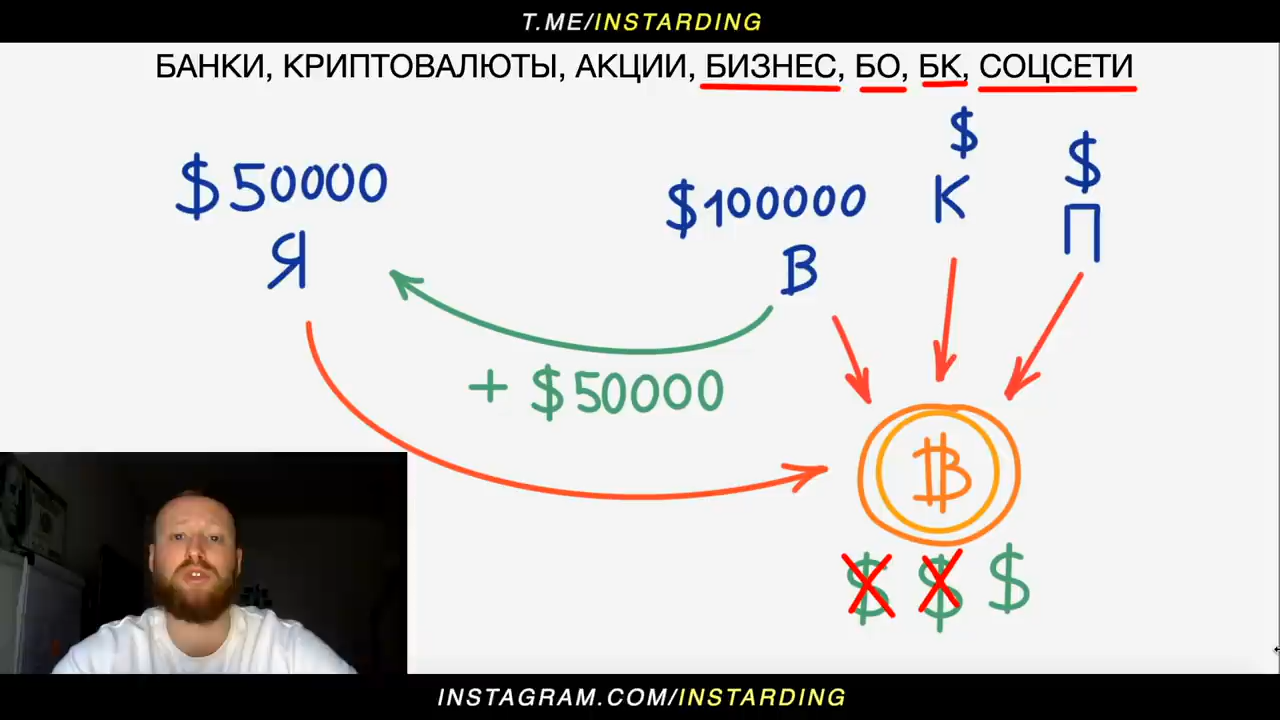 T.ME/INSTARDING
БАНКИ, КРИПТОВАЛЮТЫ, АКЦИИ, БИЗНЕС, БО, БК, СОЦСЕТИ
$50000
Я
$100000
В
$
К
$
П
+ $50000
₿
$ $ $
INSTAGRAM.COM/INSTARDING